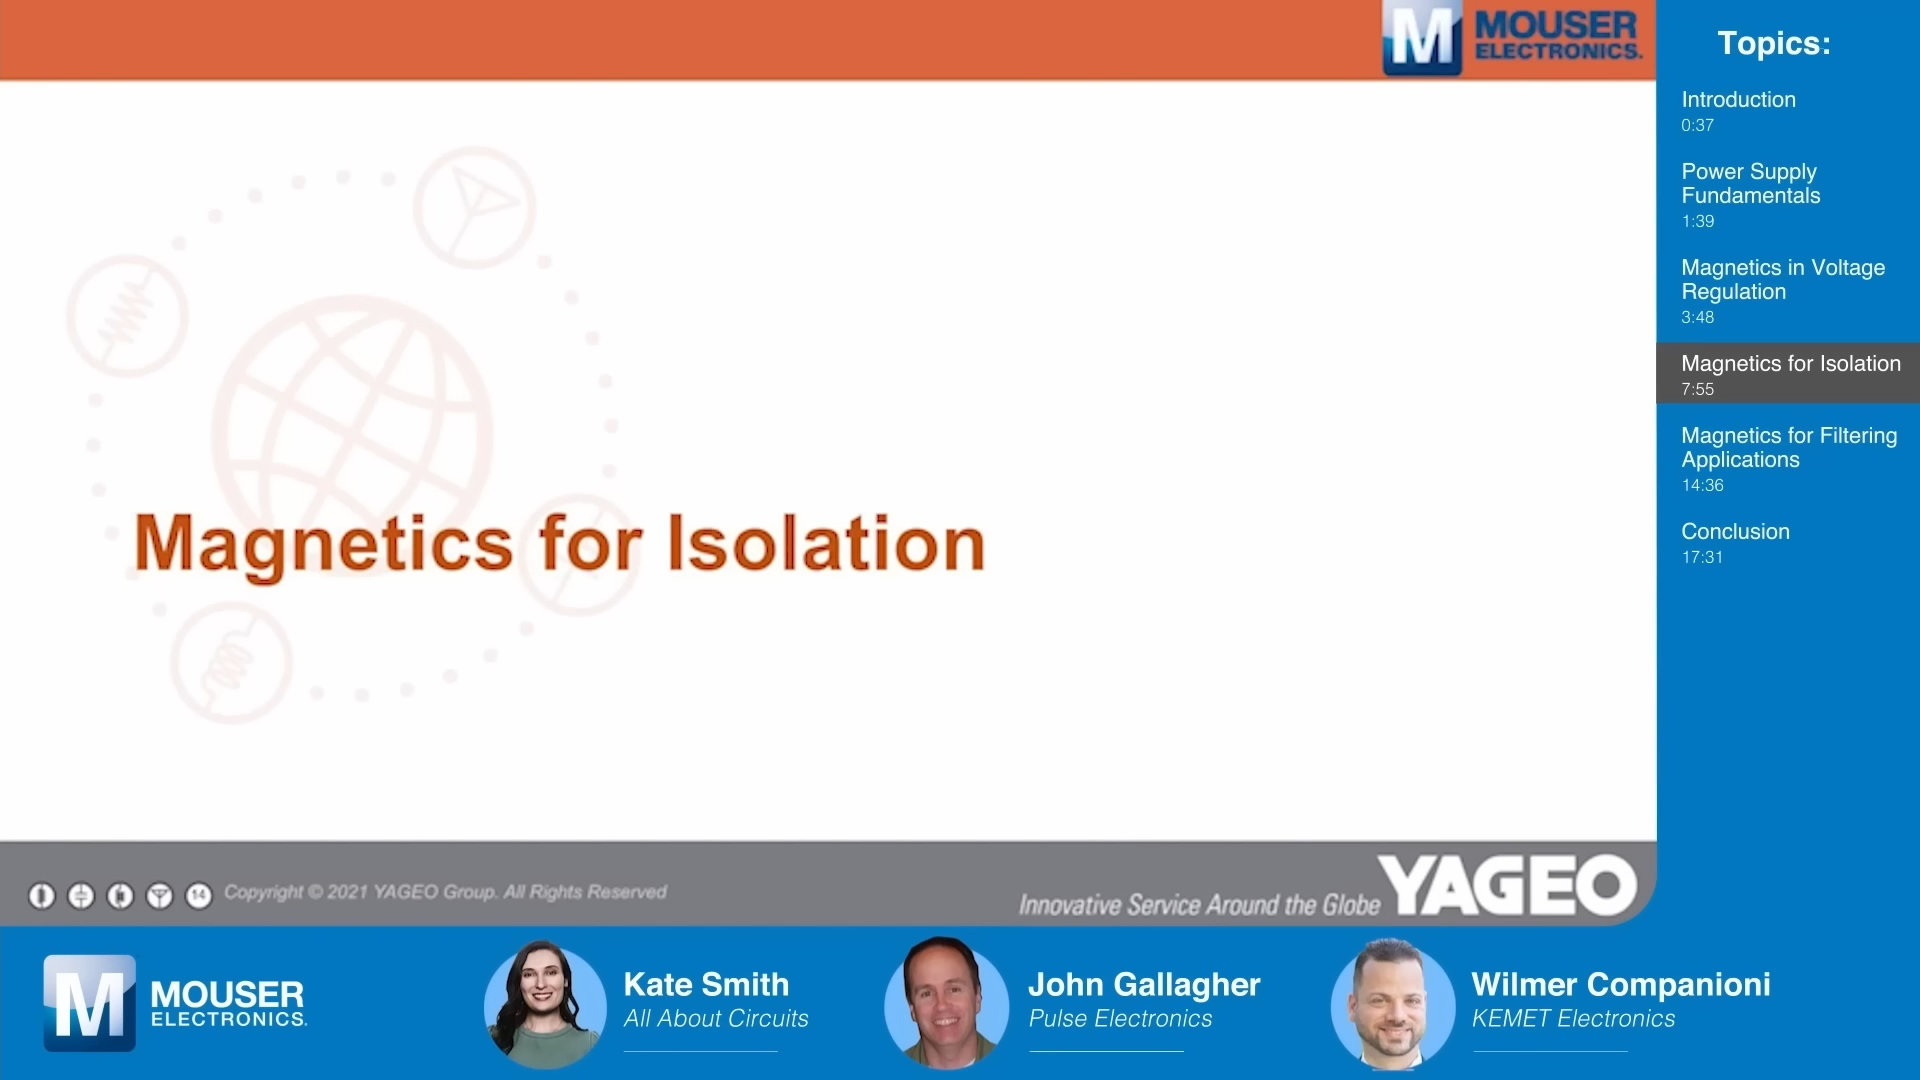 MOUSER
ELECTRONICS.
Topics:
Introduction
0:37
Power Supply
Fundamentals
1:39
Magnetics in Voltage
Regulation
3:48
Magnetics for Isolation
7:55
Magnetics for Filtering
Applications
14:36
Conclusion
17:31
Magnetics for Isolation
14
Copyright © 2021 YAGEO Group. All Rights Reserved
Innovative Service Around the Globe YAGEO
M MOUSER
ELECTRONICS.
Kate Smith
All About Circuits
John Gallagher
Pulse Electronics
Wilmer Companioni
KEMET Electronics